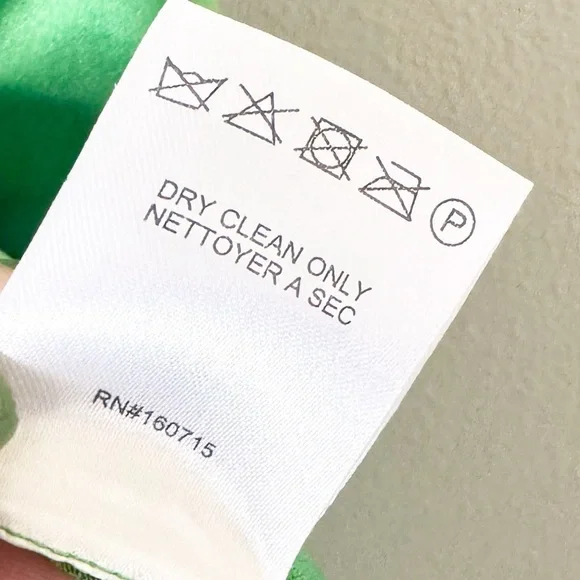 P
DRY CLEAN ONLY
NETTOYER A SEC
RN#160715